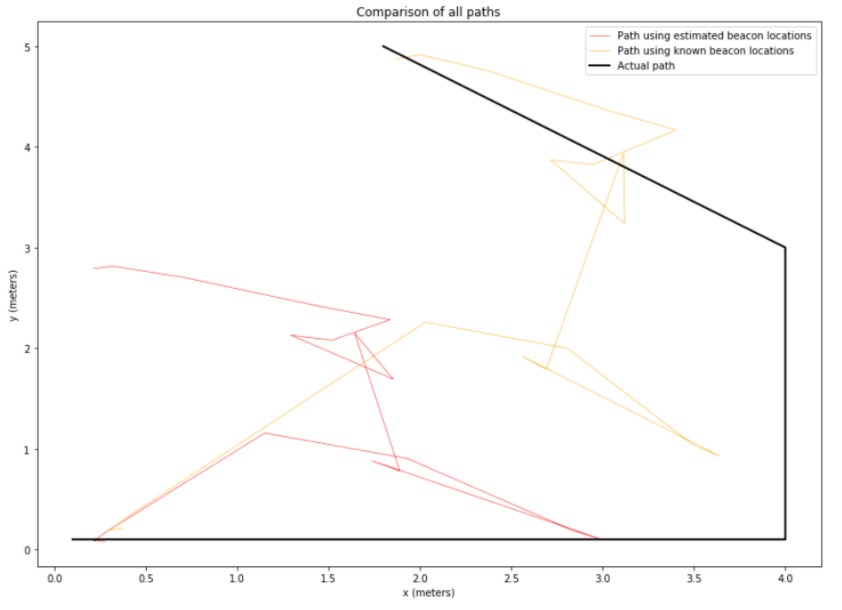 Comparison of all paths
Path using estimated beacon locations
Path using known beacon locations
Actual path
5
4
3
2
1
0
y (meters)
0.0 0.5 1.0 1.5 2.0 2.5 3.0 3.5 4.0
x (meters)